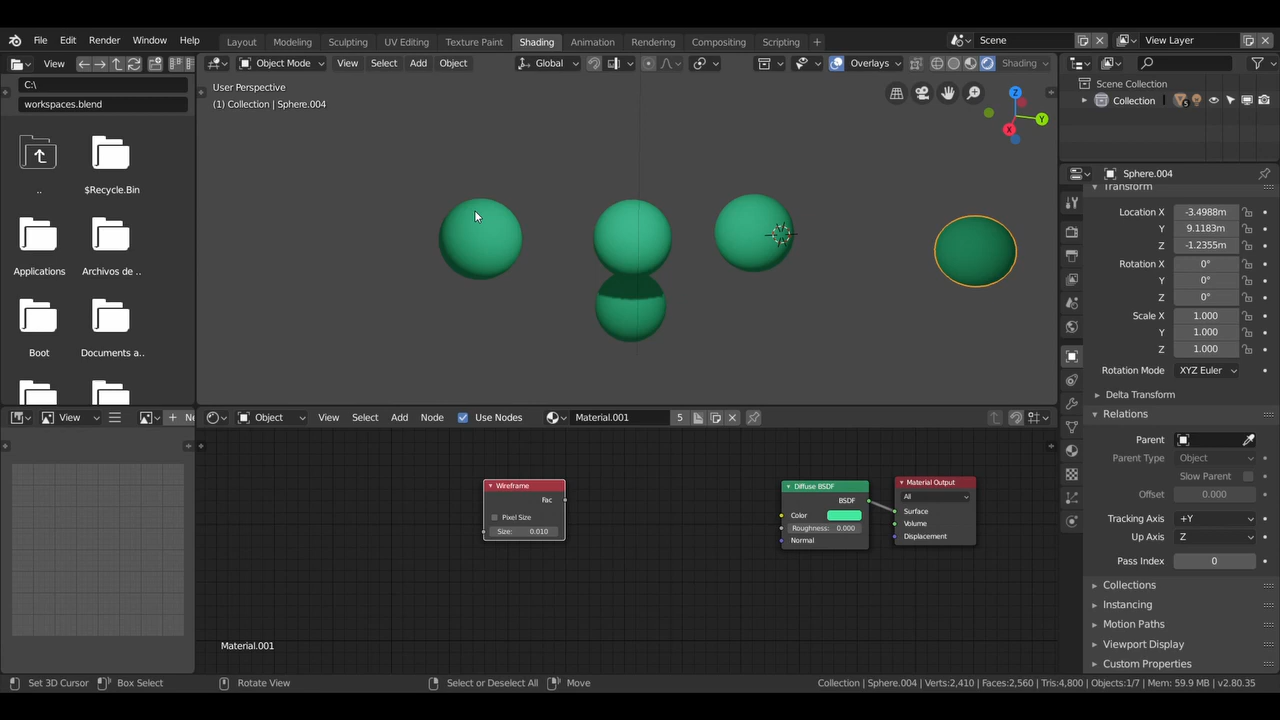 File Edit Render Window Help
Layout Modeling Sculpting UV Editing Texture Paint Shading Animation Rendering Compositing Scripting +
Scene
View Layer
View
C:\
workspaces.blend
..
$Recycle.Bin
Applications
Archivos de ..
Boot
Documents a..
Object Mode View Select Add Object
Global
Overlays
Shading
User Perspective
(1) Collection | Sphere.004
Z
Y
X
Scene Collection
Collection
5
Sphere.004
Transform
Location X -3.4988m
Y 9.1183m
Z -1.2355m
Rotation X 0°
Y 0°
Z 0°
Scale X 1.000
Y 1.000
Z 1.000
Rotation Mode XYZ Euler
Delta Transform
Relations
Parent
Parent Type Object
Slow Parent
Offset 0.000
Tracking Axis +Y
Up Axis Z
Pass Index 0
Collections
Instancing
Motion Paths
Viewport Display
Custom Properties
View
Ne
Object View Select Add Node Use Nodes
Material.001 5
Wireframe
Fac
Pixel Size
Size: 0.010
Diffuse BSDF
BSDF
Color
Roughness: 0.000
Normal
Material Output
All
Surface
Volume
Displacement
Material.001
Set 3D Cursor Box Select Rotate View Select or Deselect All Move
Collection | Sphere.004 | Verts:2,410 | Faces:2,560 | Tris:4,800 | Objects:1/7 | Mem: 59.9 MB | v2.80.35